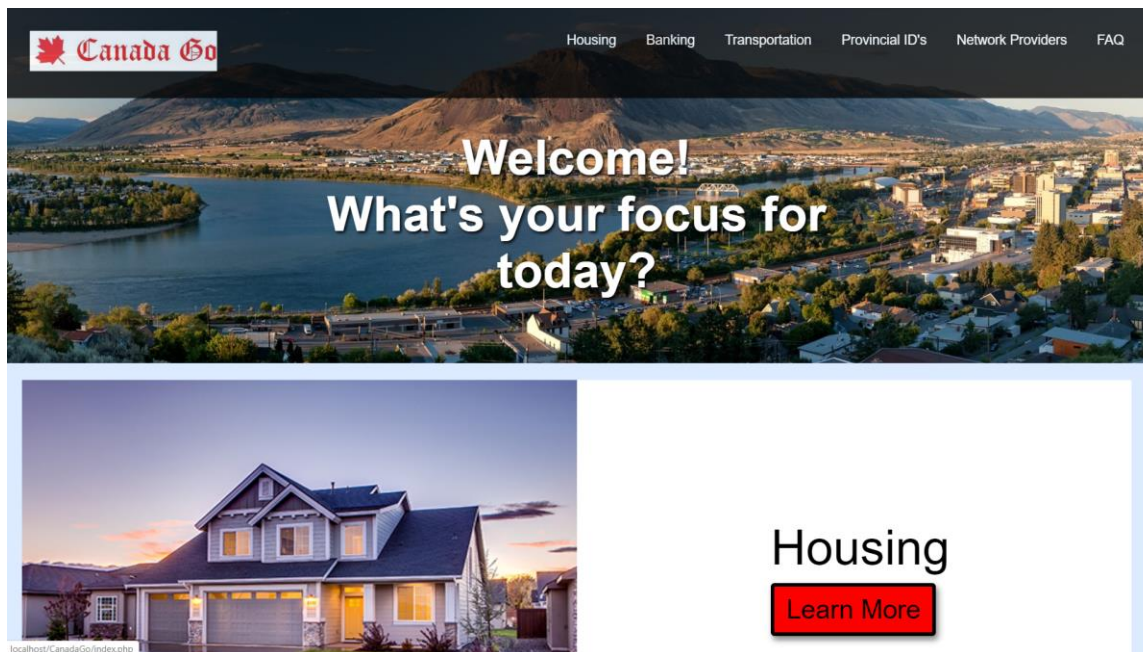 Canada Go
Housing Banking Transportation Provincial ID's Network Providers FAQ
Welcome!
What's your focus for
today?
Housing
Learn More
localhost/CanadaGo/index.php